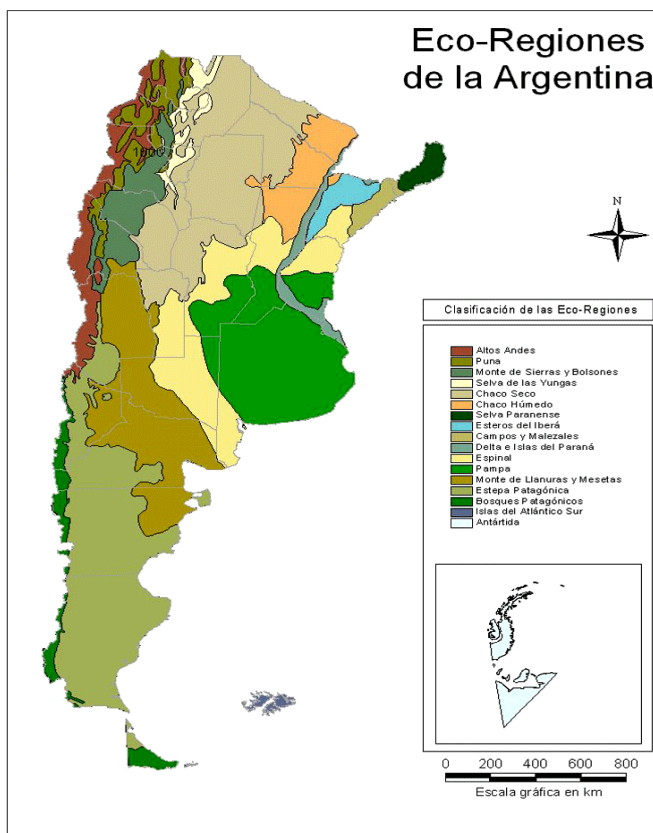 Eco-Regiones
de la Argentina
N
Clasificación de las Eco-Regiones
Altos Andes
Puna
Monte de Sierras y Bolsones
Selva de las Yungas
Chaco Seco
Chaco Húmedo
Selva Paranense
Esteros del Iberá
Campos y Malezales
Delta e Islas del Paraná
Espinal
Pampa
Monte de Llanuras y Mesetas
Estepa Patagónica
Bosques Patagónicos
Islas del Atlántico Sur
Antártida
0 200 400 600 800
Escala gráfica en km